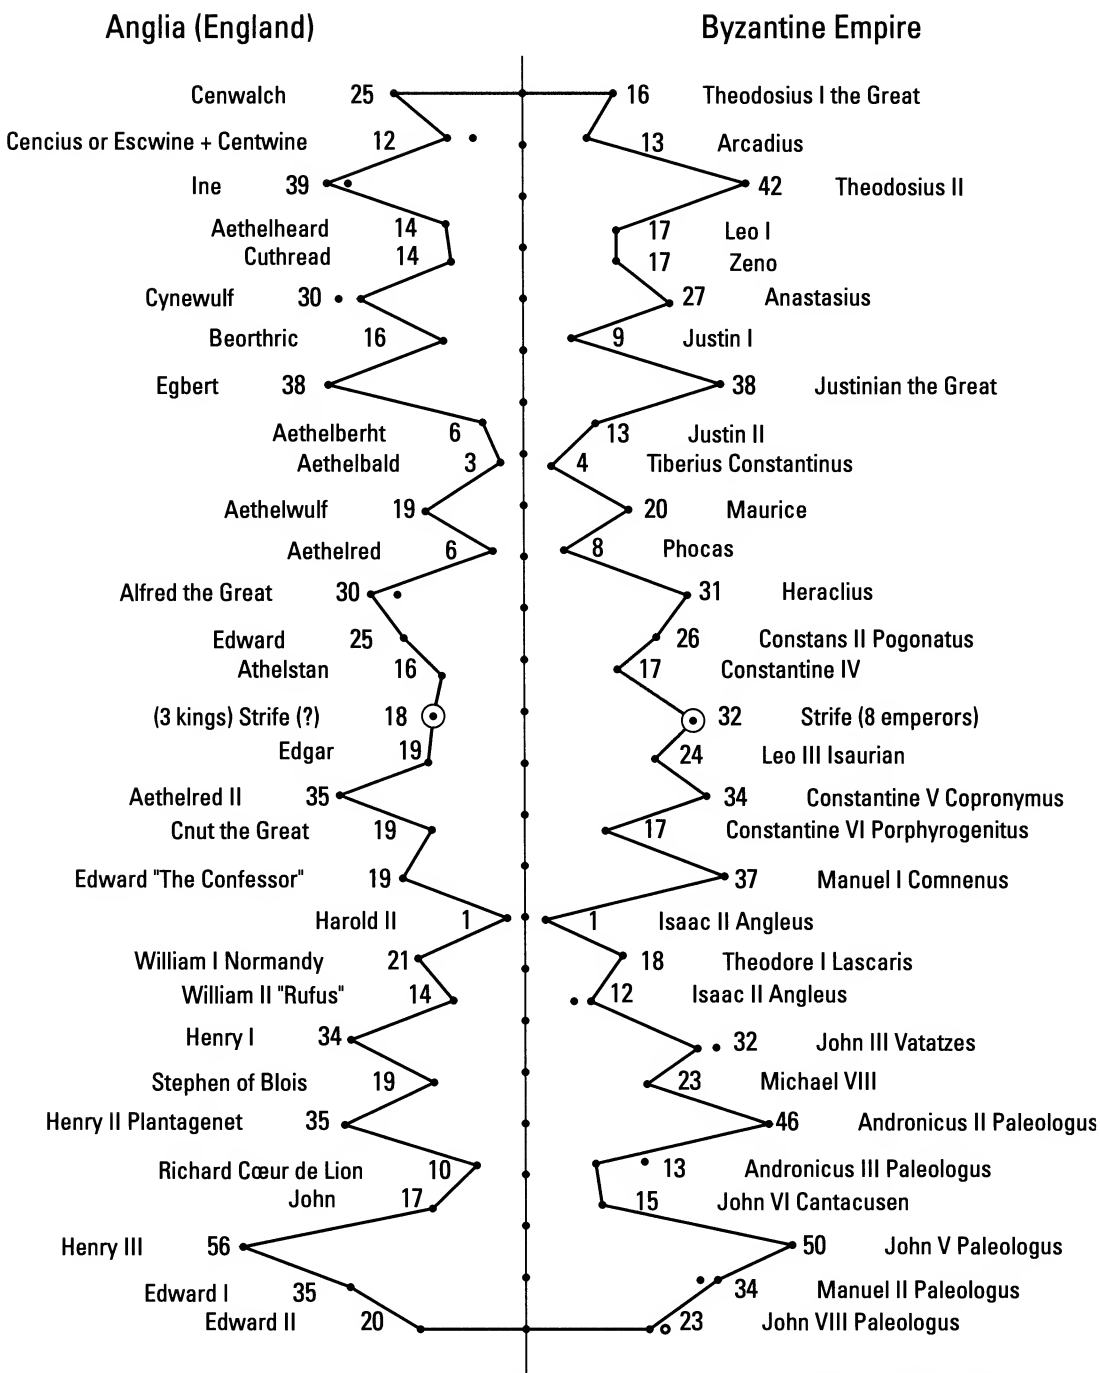 Anglia (England) Byzantine Empire
Cenwalch 25 16 Theodosius I the Great
Cencius or Escwine + Centwine 12 13 Arcadius
Ine 39 42 Theodosius II
Aethelheard 14 17 Leo I
Cuthread 14 17 Zeno
Cynewulf 30 27 Anastasius
Beorthric 16 9 Justin I
Egbert 38 38 Justinian the Great
Aethelberht 6 13 Justin II
Aethelbald 3 4 Tiberius Constantinus
Aethelwulf 19 20 Maurice
Aethelred 6 8 Phocas
Alfred the Great 30 31 Heraclius
Edward 25 26 Constans II Pogonatus
Athelstan 16 17 Constantine IV
(3 kings) Strife (?) 18 32 Strife (8 emperors)
Edgar 19 24 Leo III Isaurian
Aethelred II 35 34 Constantine V Copronymus
Cnut the Great 19 17 Constantine VI Porphyrogenitus
Edward "The Confessor" 19 37 Manuel I Comnenus
Harold II 1 1 Isaac II Angleus
William I Normandy 21 18 Theodore I Lascaris
William II "Rufus" 14 12 Isaac II Angleus
Henry I 34 32 John III Vatatzes
Stephen of Blois 19 23 Michael VIII
Henry II Plantagenet 35 46 Andronicus II Paleologus
Richard Cœur de Lion 10 13 Andronicus III Paleologus
John 17 15 John VI Cantacusen
Henry III 56 50 John V Paleologus
Edward I 35 34 Manuel II Paleologus
Edward II 20 23 John VIII Paleologus